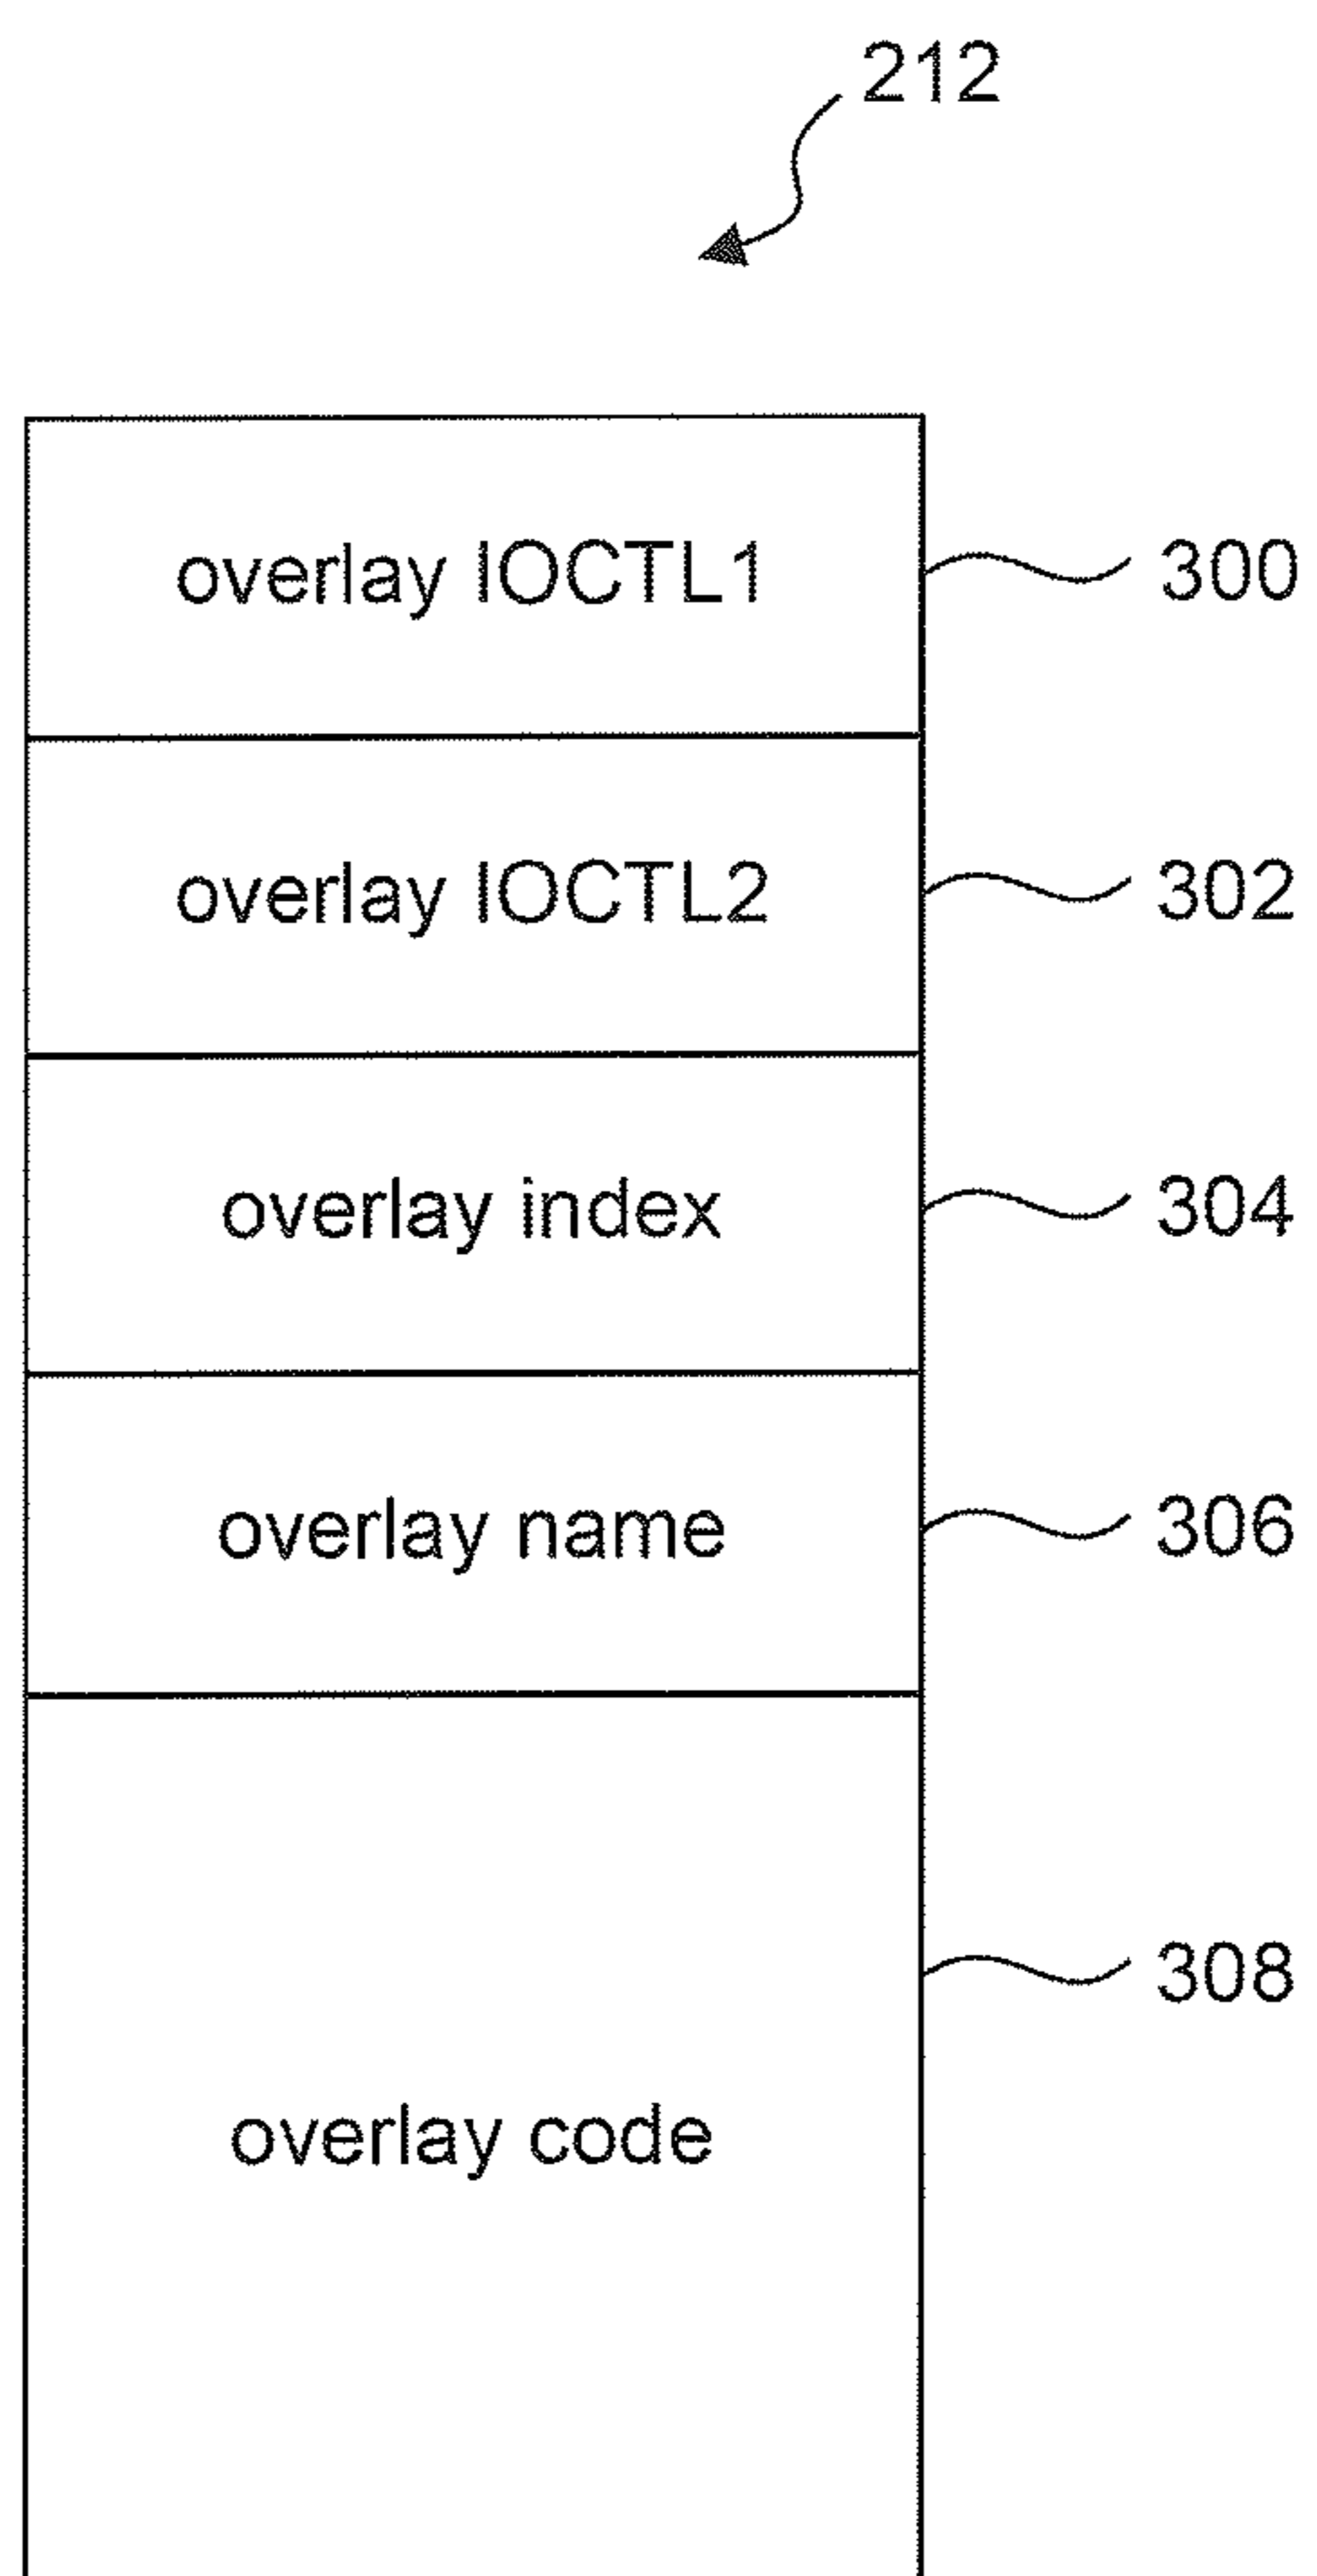 212
overlay IOCTL1 300
overlay IOCTL2 302
overlay index 304
overlay name 306
308
overlay code